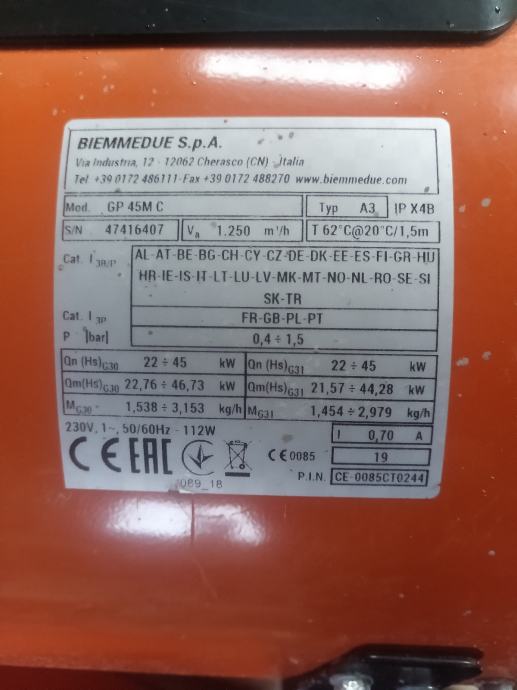 BIEMMEDUE S.p.A.
Via Industria, 12 - 12062 Cherasco (CN) - Italia
Tel +39 0172 486111-Fax +39 0172 488270 www.biemmedue.com
Mod. GP 45M C Typ A3 IP X4B
S/N 47416407 Va 1.250 m³/h T 62°C@20°C/1,5m
Cat. I 3B/P AL-AT-BE-BG-CH-CY-CZ-DE-DK-EE-ES-FI-GR-HU
HR-IE-IS-IT-LT-LU-LV-MK-MT-NO-NL-RO-SE-SI
SK-TR
Cat. I 3P FR-GB-PL-PT
P [bar] 0,4 ÷ 1,5
Qn (Hs)G30 22 ÷ 45 kW Qn (Hs)G31 22 ÷ 45 kW
Qm(Hs)G30 22,76 ÷ 46,73 kW Qm(Hs)G31 21,57 ÷ 44,28 kW
MG30 1,538 ÷ 3,153 kg/h MG31 1,454 ÷ 2,979 kg/h
230V, 1~, 50/60Hz - 112W I 0,70 A
CE EAC CE 0085 19
089_18 P.I.N. CE-0085CT0244